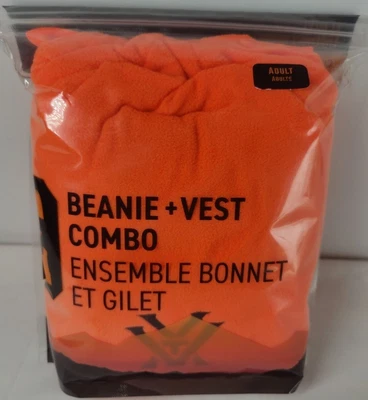 ADULT
ADULTE
BEANIE + VEST
COMBO
ENSEMBLE BONNET
ET GILET